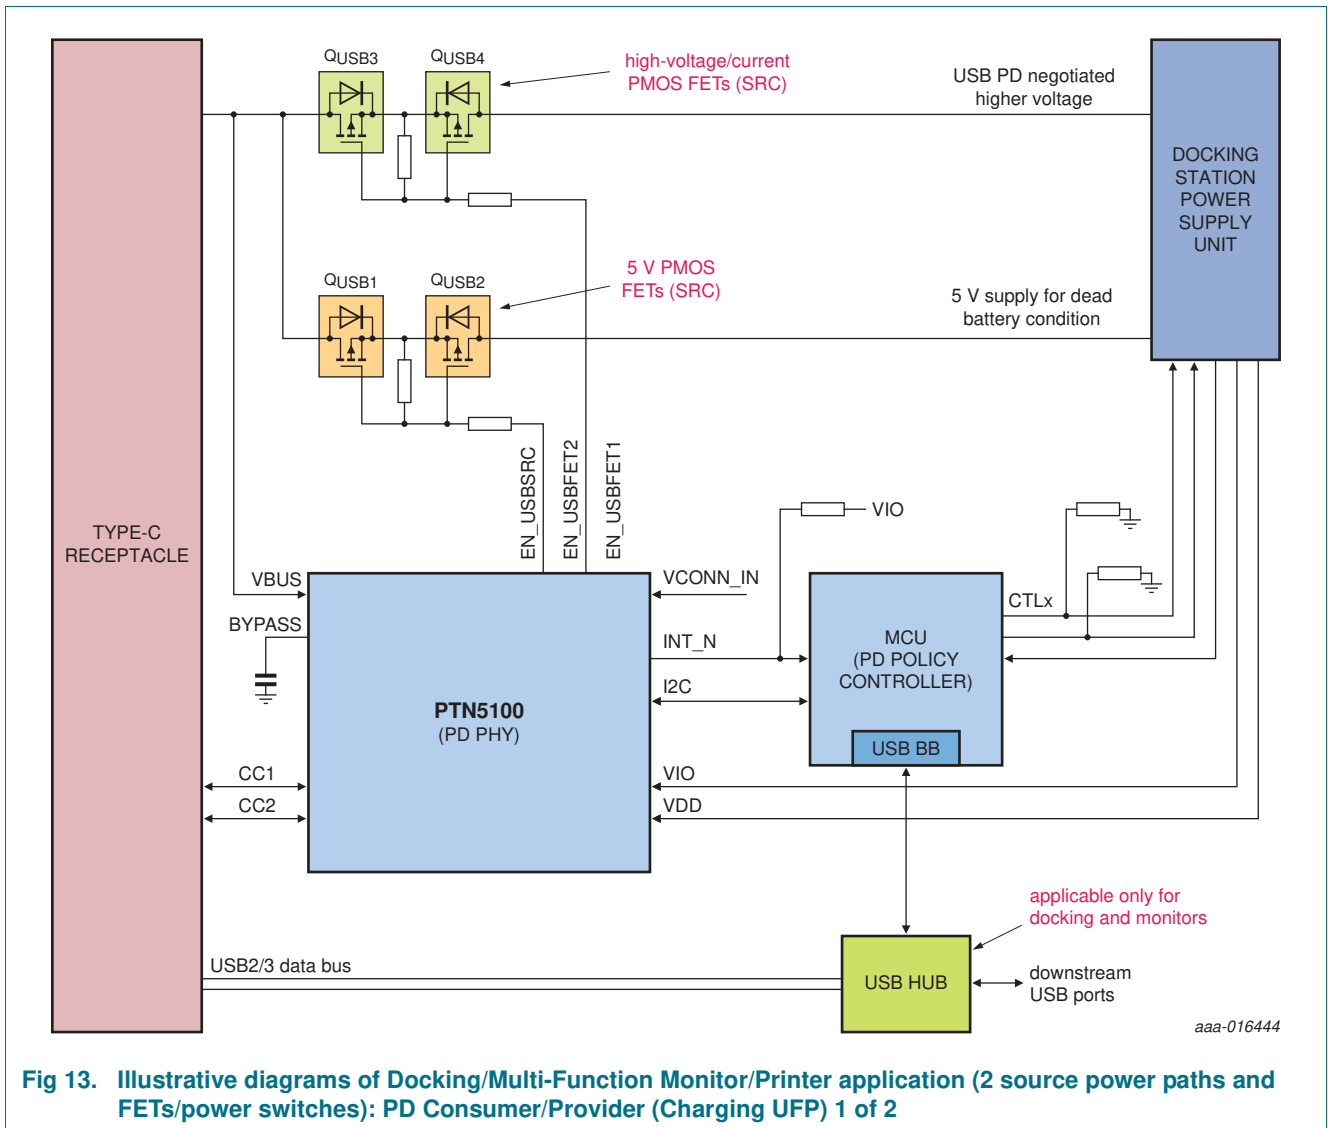 QUSB3
QUSB4
high-voltage/current
PMOS FETs (SRC)
USB PD negotiated
higher voltage
DOCKING
STATION
POWER
SUPPLY
UNIT
QUSB1
QUSB2
5 V PMOS
FETs (SRC)
5 V supply for dead
battery condition
TYPE-C
RECEPTACLE
EN_USBSRC
EN_USBFET2
EN_USBFET1
VIO
VBUS
VCONN_IN
BYPASS
INT_N
CTLx
MCU
(PD POLICY
CONTROLLER)
I2C
PTN5100
(PD PHY)
USB BB
CC1
VIO
CC2
VDD
applicable only for
docking and monitors
USB2/3 data bus
USB HUB
downstream
USB ports
aaa-016444
Fig 13. Illustrative diagrams of Docking/Multi-Function Monitor/Printer application (2 source power paths and
FETs/power switches): PD Consumer/Provider (Charging UFP) 1 of 2